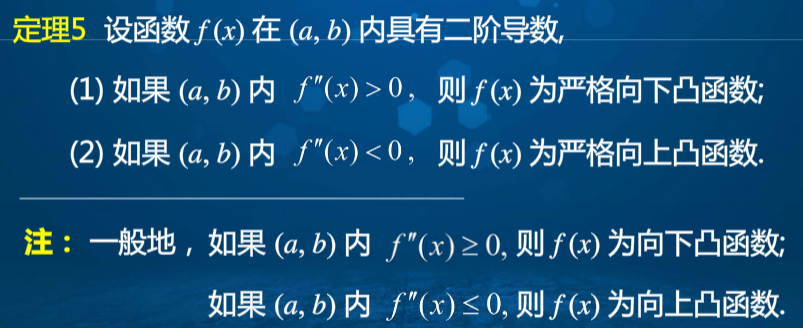 定理5 设函数 f (x) 在 (a, b) 内具有二阶导数,
(1) 如果 (a, b) 内 f″(x) > 0, 则 f (x) 为严格向下凸函数;
(2) 如果 (a, b) 内 f″(x) < 0, 则 f (x) 为严格向上凸函数.
注：一般地，如果 (a, b) 内 f″(x) ≥ 0, 则 f (x) 为向下凸函数;
如果 (a, b) 内 f″(x) ≤ 0, 则 f (x) 为向上凸函数.